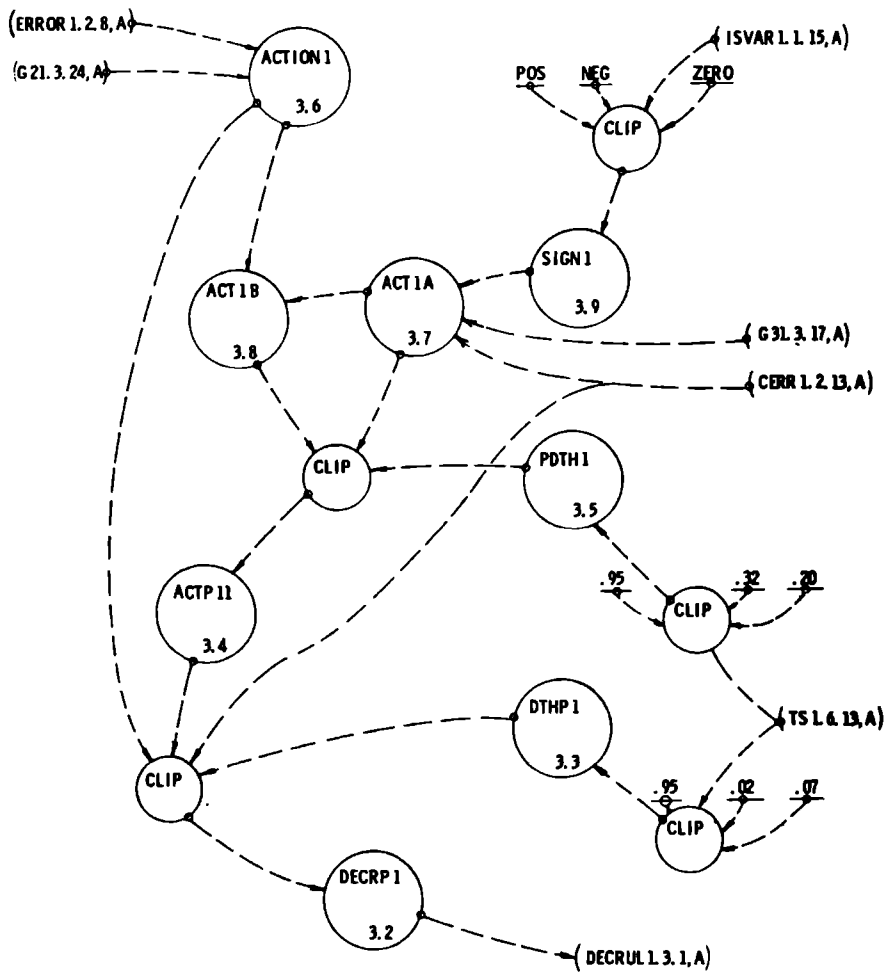 (ERROR 1. 2. 8, A)
(G21. 3. 24, A)
ACTION 1
3. 6
(ISVAR 1. 1. 15, A)
POS NEG ZERO
CLIP
SIGN 1
3. 9
ACT 1B
3. 8
ACT 1A
3. 7
(G 31. 3. 17, A)
(CERR 1. 2. 13, A)
CLIP
PDTH 1
3. 5
.95 .32 .20
CLIP
ACTP 11
3. 4
DTHP 1
3. 3
(TS 1. 6. 13, A)
CLIP
.95 .02 .07
CLIP
DECRP 1
3. 2
(DECRUL 1. 3. 1, A)